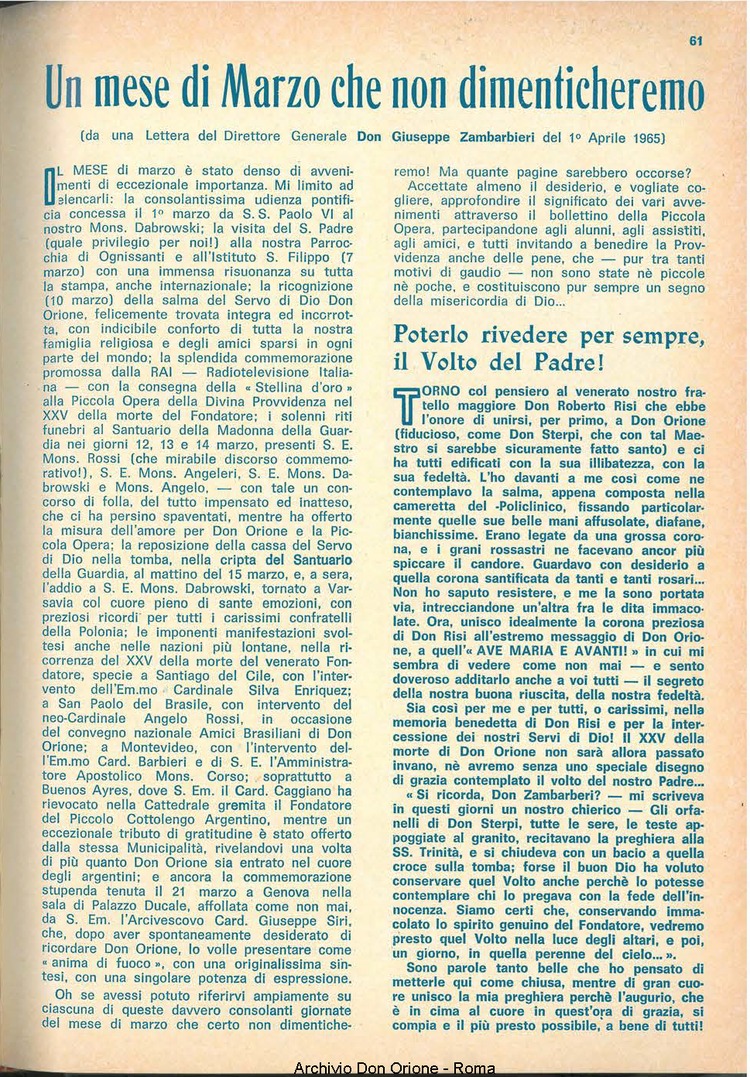 61
Un mese di Marzo che non dimenticheremo
(da una Lettera del Direttore Generale Don Giuseppe Zambarbieri del 1º Aprile 1965)
IL MESE di marzo è stato denso di avveni-
menti di eccezionale importanza. Mi limito ad
elencarli: la consolantissima udienza pontifi-
cia concessa il 1º marzo da S. S. Paolo VI al
nostro Mons. Dabrowski; la visita del S. Padre
(quale privilegio per noi!) alla nostra Parroc-
chia di Ognissanti e all'Istituto S. Filippo (7
marzo) con una immensa risuonanza su tutta
la stampa, anche internazionale; la ricognizione
(10 marzo) della salma del Servo di Dio Don
Orione, felicemente trovata integra ed incorrot-
ta, con indicibile conforto di tutta la nostra
famiglia religiosa e degli amici sparsi in ogni
parte del mondo; la splendida commemorazione
promossa dalla RAI — Radiotelevisione Italia-
na — con la consegna della « Stellina d'oro »
alla Piccola Opera della Divina Provvidenza nel
XXV della morte del Fondatore; i solenni riti
funebri al Santuario della Madonna della Guar-
dia nei giorni 12, 13 e 14 marzo, presenti S. E.
Mons. Rossi (che mirabile discorso commemo-
rativo!), S. E. Mons. Angeleri, S. E. Mons. Da-
browski e Mons. Angelo, — con tale un con-
corso di folla, del tutto impensato ed inatteso,
che ci ha persino spaventati, mentre ha offerto
la misura dell'amore per Don Orione e la Pic-
cola Opera; la reposizione della cassa del Servo
di Dio nella tomba, nella cripta del Santuario
della Guardia, al mattino del 15 marzo, e, a sera,
l'addio a S. E. Mons. Dabrowski, tornato a Var-
savia col cuore pieno di sante emozioni, con
preziosi ricordi per tutti i carissimi confratelli
della Polonia; le imponenti manifestazioni svol-
tesi anche nelle nazioni più lontane, nella ri-
correnza del XXV della morte del venerato Fon-
datore, specie a Santiago del Cile, con l'inter-
vento dell'Em.mo Cardinale Silva Enriquez;
a San Paolo del Brasile, con intervento del
neo-Cardinale Angelo Rossi, in occasione
del convegno nazionale Amici Brasiliani di Don
Orione; a Montevideo, con l'intervento del-
l'Em.mo Card. Barbieri e di S. E. l'Amministra-
tore Apostolico Mons. Corso; soprattutto a
Buenos Ayres, dove S. Em. il Card. Caggiano ha
rievocato nella Cattedrale gremita il Fondatore
del Piccolo Cottolengo Argentino, mentre un
eccezionale tributo di gratitudine è stato offerto
dalla stessa Municipalità, rivelandovi una volta
di più quanto Don Orione sia entrato nel cuore
degli argentini; e ancora la commemorazione
stupenda tenuta il 21 marzo a Genova nella
sala di Palazzo Ducale, affollata come non mai,
da S. Em. l'Arcivescovo Card. Giuseppe Siri,
che, dopo aver spontaneamente desiderato di
ricordare Don Orione, lo volle presentare come
« anima di fuoco », con una originalissima sin-
tesi, con una singolare potenza di espressione.
Oh se avessi potuto riferirvi ampiamente su
ciascuna di queste davvero consolanti giornate
del mese di marzo che certo non dimentiche-
remo! Ma quante pagine sarebbero occorse?
Accettate almeno il desiderio, e vogliate co-
gliere, approfondire il significato dei vari avve-
nimenti attraverso il bollettino della Piccola
Opera, partecipandone agli alunni, agli assistiti,
agli amici, e tutti invitando a benedire la Prov-
videnza anche delle pene, che — pur tra tanti
motivi di gaudio — non sono state nè piccole
nè poche, e costituiscono pur sempre un segno
della misericordia di Dio...
Poterlo rivedere per sempre,
il Volto del Padre!
TORNO col pensiero al venerato nostro fra-
tello maggiore Don Roberto Risi che ebbe
l'onore di unirsi, per primo, a Don Orione
(fiducioso, come Don Sterpi, che con tal Mae-
stro si sarebbe sicuramente fatto santo) e ci
ha tutti edificati con la sua illibatezza, con la
sua fedeltà. L'ho davanti a me così come ne
contemplavo la salma, appena composta nella
cameretta del -Policlinico, fissando particolar-
mente quelle sue belle mani affusolate, diafane,
bianchissime. Erano legate da una grossa coro-
na, e i grani rossastri ne facevano ancor più
spiccare il candore. Guardavo con desiderio a
quella corona santificata da tanti e tanti rosari...
Non ho saputo resistere, e me la sono portata
via, intrecciandone un'altra fra le dita immaco-
late. Ora, unisco idealmente la corona preziosa
di Don Risi all'estremo messaggio di Don Orio-
ne, a quell'« AVE MARIA E AVANTI! » in cui mi
sembra di vedere come non mai — e sento
doveroso additarlo anche a voi tutti — il segreto
della nostra buona riuscita, della nostra fedeltà.
Sia così per me e per tutti, o carissimi, nella
memoria benedetta di Don Risi e per la inter-
cessione dei nostri Servi di Dio! Il XXV della
morte di Don Orione non sarà allora passato
invano, nè avremo senza uno speciale disegno
di grazia contemplato il volto del nostro Padre...
« Si ricorda, Don Zambarberi? — mi scriveva
in questi giorni un nostro chierico — Gli orfa-
nelli di Don Sterpi, tutte le sere, le teste ap-
poggiate al granito, recitavano la preghiera alla
SS. Trinità, e si chiudeva con un bacio a quella
croce sulla tomba; forse il buon Dio ha voluto
conservare quel Volto anche perchè lo potesse
contemplare chi lo pregava con la fede dell'in-
nocenza. Siamo certi che, conservando imma-
colato lo spirito genuino del Fondatore, vedremo
presto quel Volto nella luce degli altari, e poi,
un giorno, in quella perenne del cielo... ».
Sono parole tanto belle che ho pensato di
metterle qui come chiusa, mentre di gran cuo-
re unisco la mia preghiera perchè l'augurio, che
è in cima al cuore in quest'ora di grazia, si
compia e il più presto possibile, a bene di tutti!
Archivio Don Orione - Roma